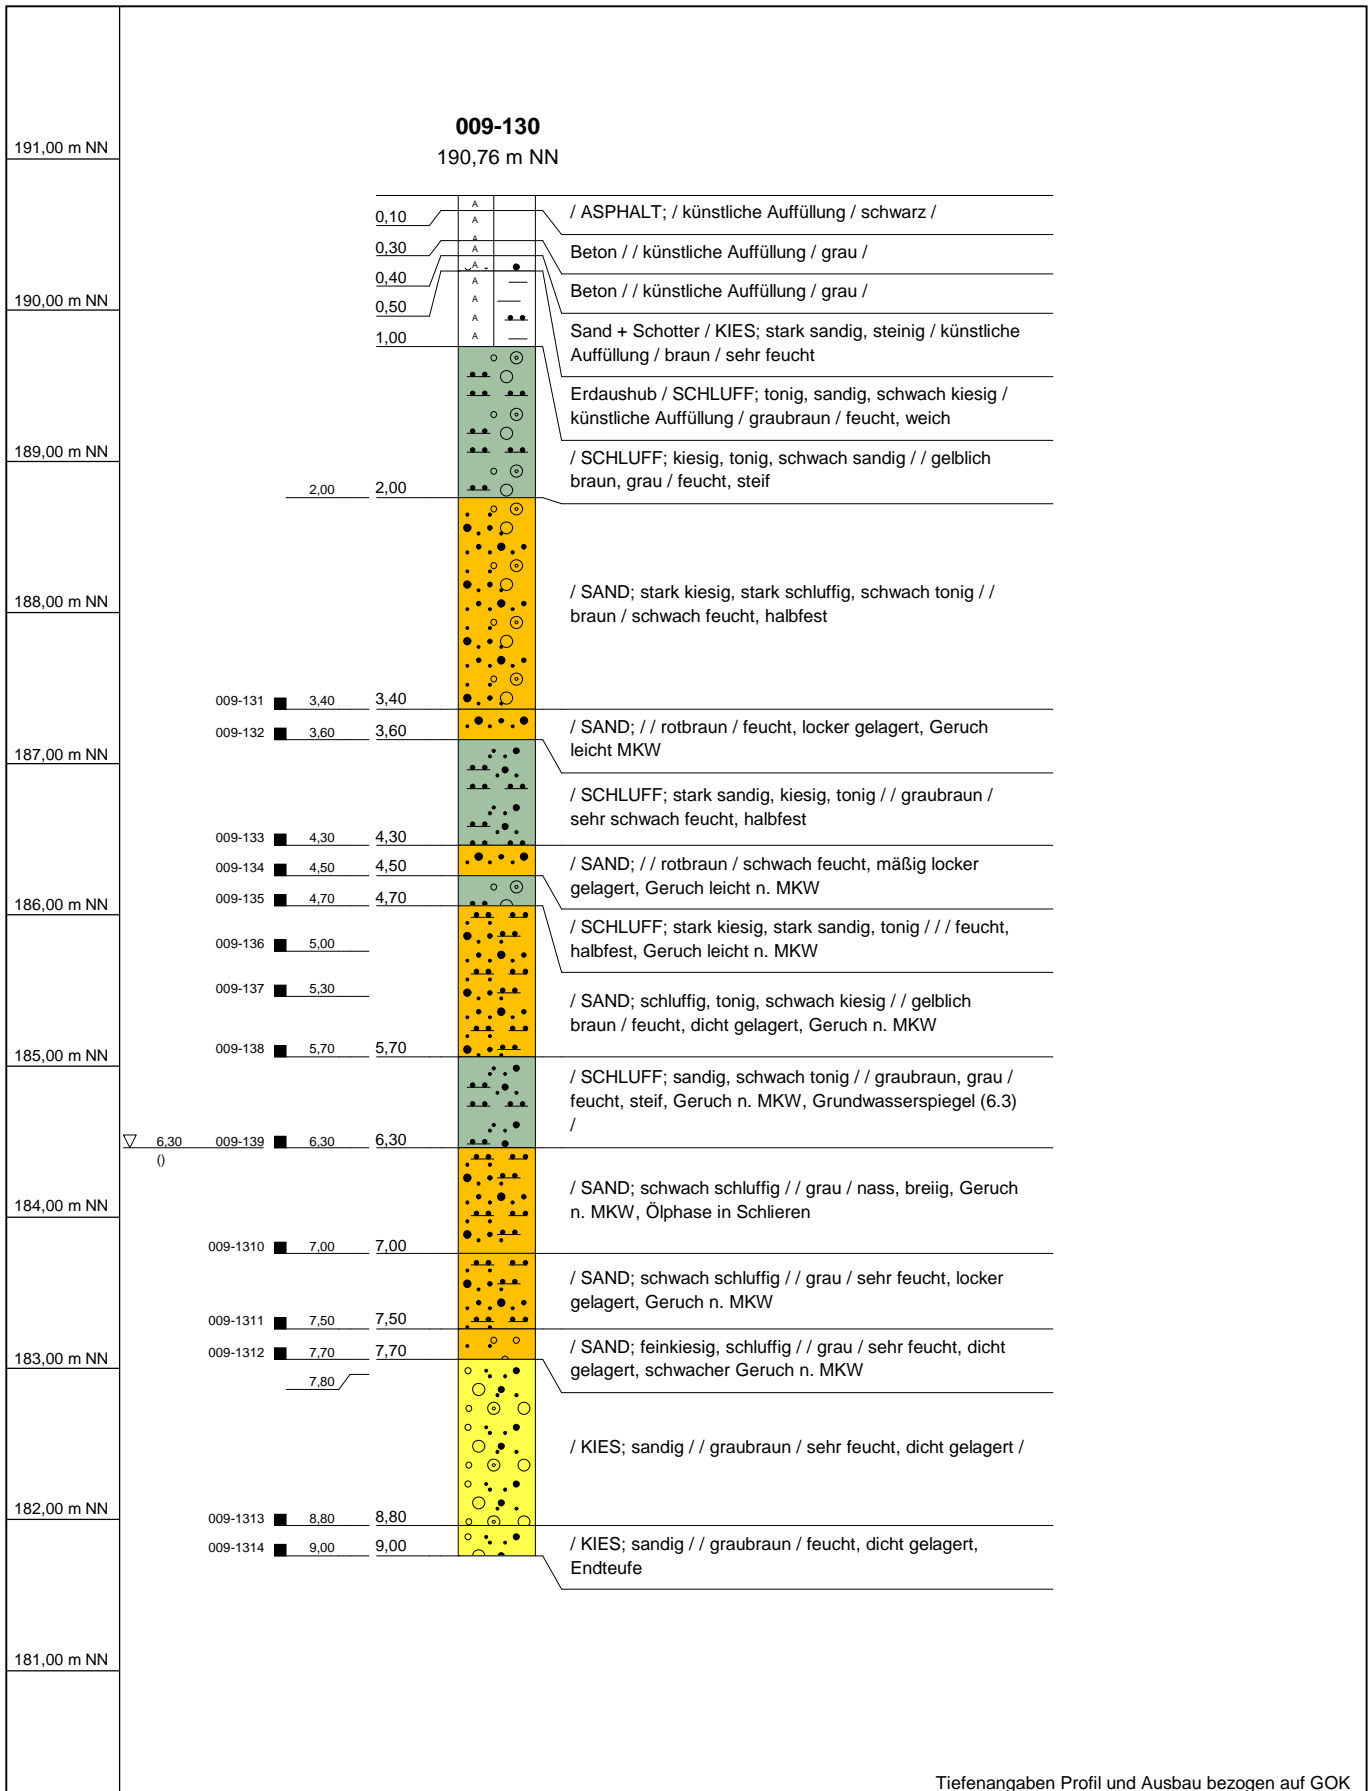 009-130
190,76 m NN
191,00 m NN
190,00 m NN
189,00 m NN
188,00 m NN
187,00 m NN
186,00 m NN
185,00 m NN
184,00 m NN
183,00 m NN
182,00 m NN
181,00 m NN
A
A
A
A
A
A
A
A
A
0,10
/ ASPHALT; / künstliche Auffüllung / schwarz /
0,30
Beton / / künstliche Auffüllung / grau /
0,40
Beton / / künstliche Auffüllung / grau /
0,50
Sand + Schotter / KIES; stark sandig, steinig / künstliche
Auffüllung / braun / sehr feucht
1,00
Erdaushub / SCHLUFF; tonig, sandig, schwach kiesig /
künstliche Auffüllung / graubraun / feucht, weich
/ SCHLUFF; kiesig, tonig, schwach sandig / / gelblich
braun, grau / feucht, steif
2,00 2,00
/ SAND; stark kiesig, stark schluffig, schwach tonig / /
braun / schwach feucht, halbfest
009-131 3,40 3,40
/ SAND; / / rotbraun / feucht, locker gelagert, Geruch
leicht MKW
009-132 3,60 3,60
/ SCHLUFF; stark sandig, kiesig, tonig / / graubraun /
sehr schwach feucht, halbfest
009-133 4,30 4,30
/ SAND; / / rotbraun / schwach feucht, mäßig locker
gelagert, Geruch leicht n. MKW
009-134 4,50 4,50
/ SCHLUFF; stark kiesig, stark sandig, tonig / / / feucht,
halbfest, Geruch leicht n. MKW
009-135 4,70 4,70
009-136 5,00
009-137 5,30
/ SAND; schluffig, tonig, schwach kiesig / / gelblich
braun / feucht, dicht gelagert, Geruch n. MKW
009-138 5,70 5,70
/ SCHLUFF; sandig, schwach tonig / / graubraun, grau /
feucht, steif, Geruch n. MKW, Grundwasserspiegel (6.3)
/
6,30 009-139 6,30 6,30
()
/ SAND; schwach schluffig / / grau / nass, breiig, Geruch
n. MKW, Ölphase in Schlieren
009-1310 7,00 7,00
/ SAND; schwach schluffig / / grau / sehr feucht, locker
gelagert, Geruch n. MKW
009-1311 7,50 7,50
/ SAND; feinkiesig, schluffig / / grau / sehr feucht, dicht
gelagert, schwacher Geruch n. MKW
009-1312 7,70 7,70
7,80
/ KIES; sandig / / graubraun / sehr feucht, dicht gelagert /
009-1313 8,80 8,80
/ KIES; sandig / / graubraun / feucht, dicht gelagert,
Endteufe
009-1314 9,00 9,00
Tiefenangaben Profil und Ausbau bezogen auf GOK